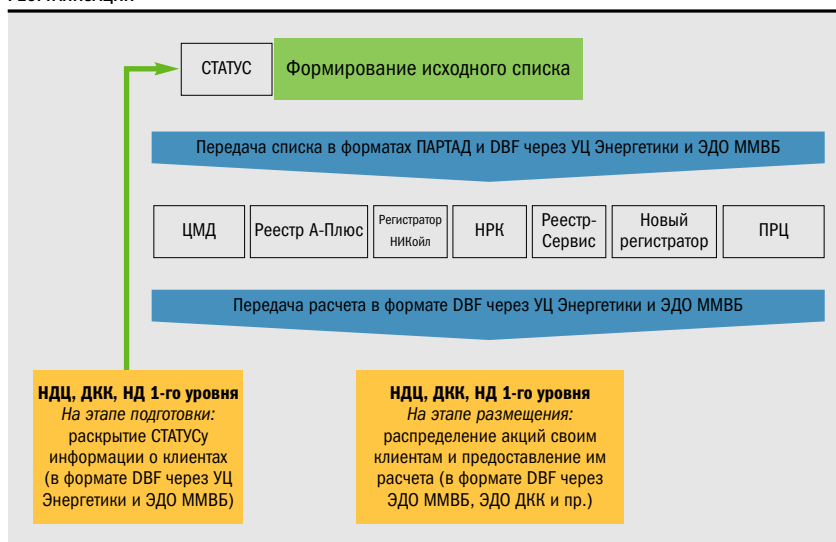 СТАТУС
Формирование исходного списка
Передача списка в форматах ПАРТАД и DBF через УЦ Энергетики и ЭДО ММВБ
ЦМД
Реестр А-Плюс
Регистратор
НИКойл
НРК
Реестр-
Сервис
Новый
регистратор
ПРЦ
Передача расчета в формате DBF через УЦ Энергетики и ЭДО ММВБ
НДЦ, ДКК, НД 1-го уровня
На этапе подготовки:
раскрытие СТАТУСу
информации о клиентах
(в формате DBF через УЦ
Энергетики и ЭДО ММВБ)
НДЦ, ДКК, НД 1-го уровня
На этапе размещения:
распределение акций своим
клиентам и предоставление им
расчета (в формате DBF через
ЭДО ММВБ, ЭДО ДКК и пр.)